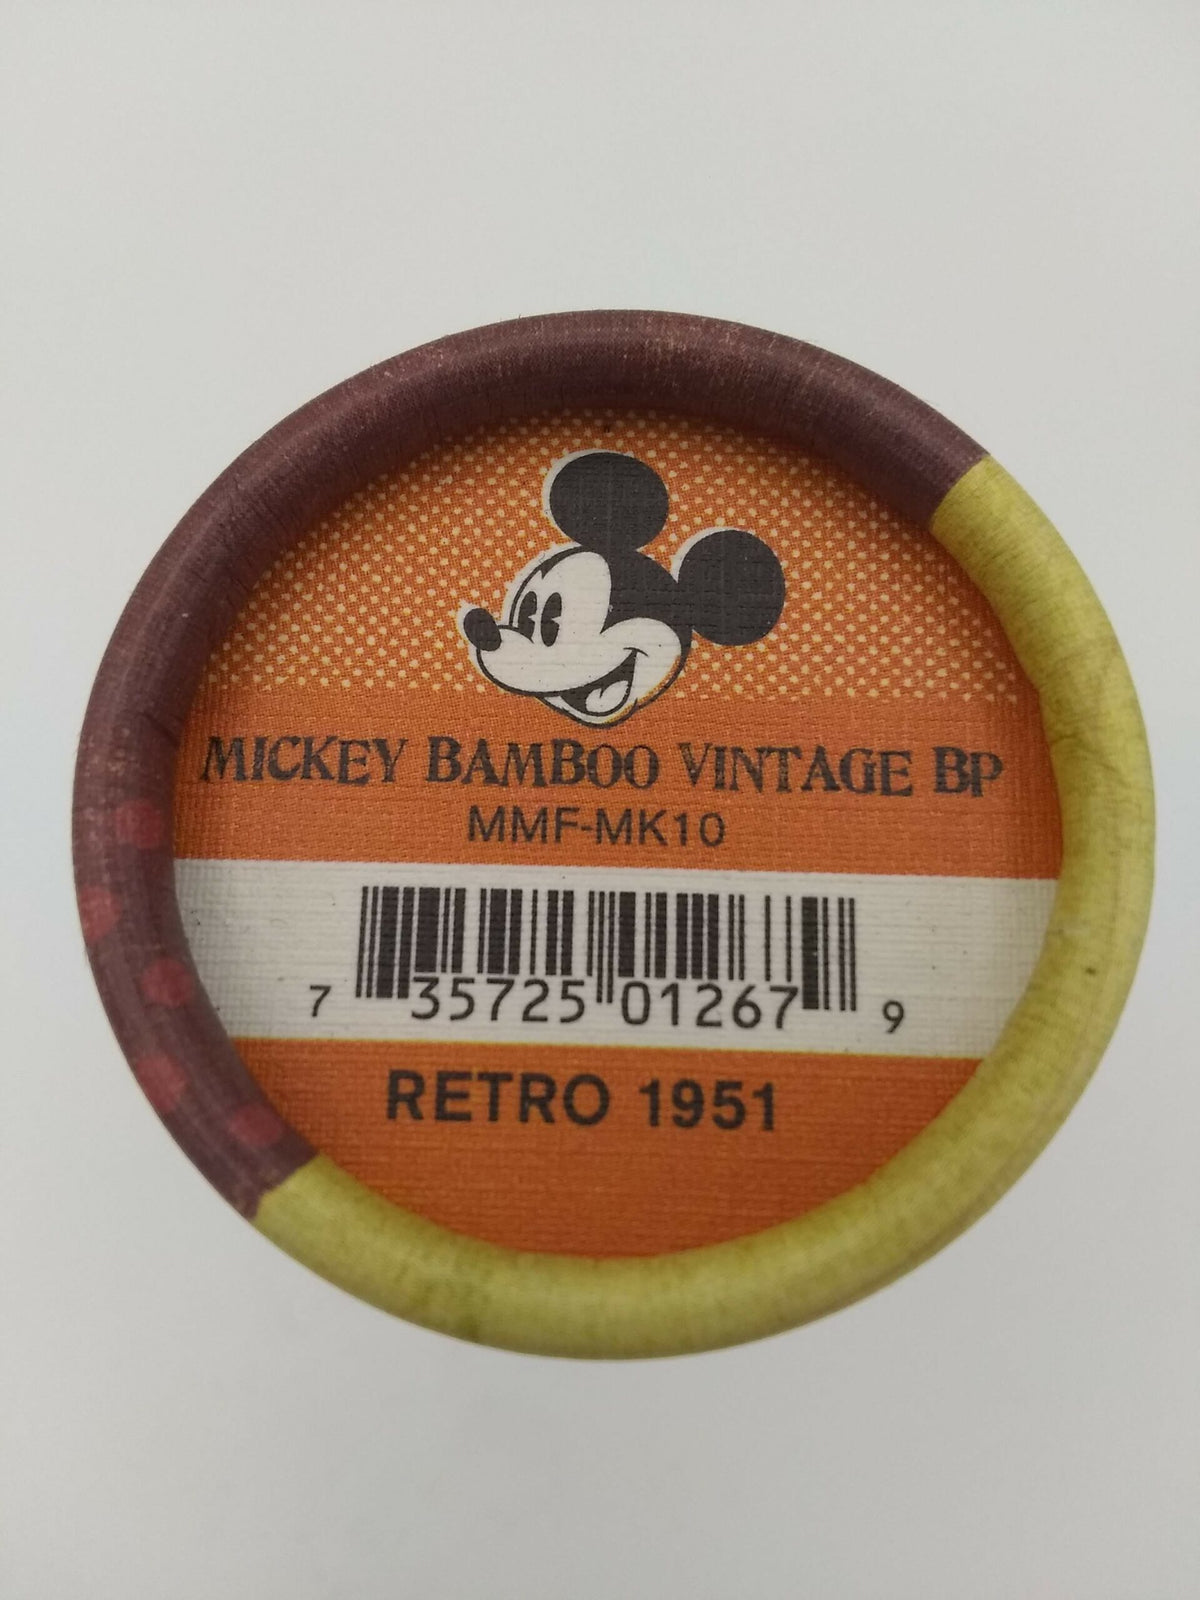 MICKEY BAMBOO VINTAGE BP
MMF-MK10
7 35725 01267 9
RETRO 1951